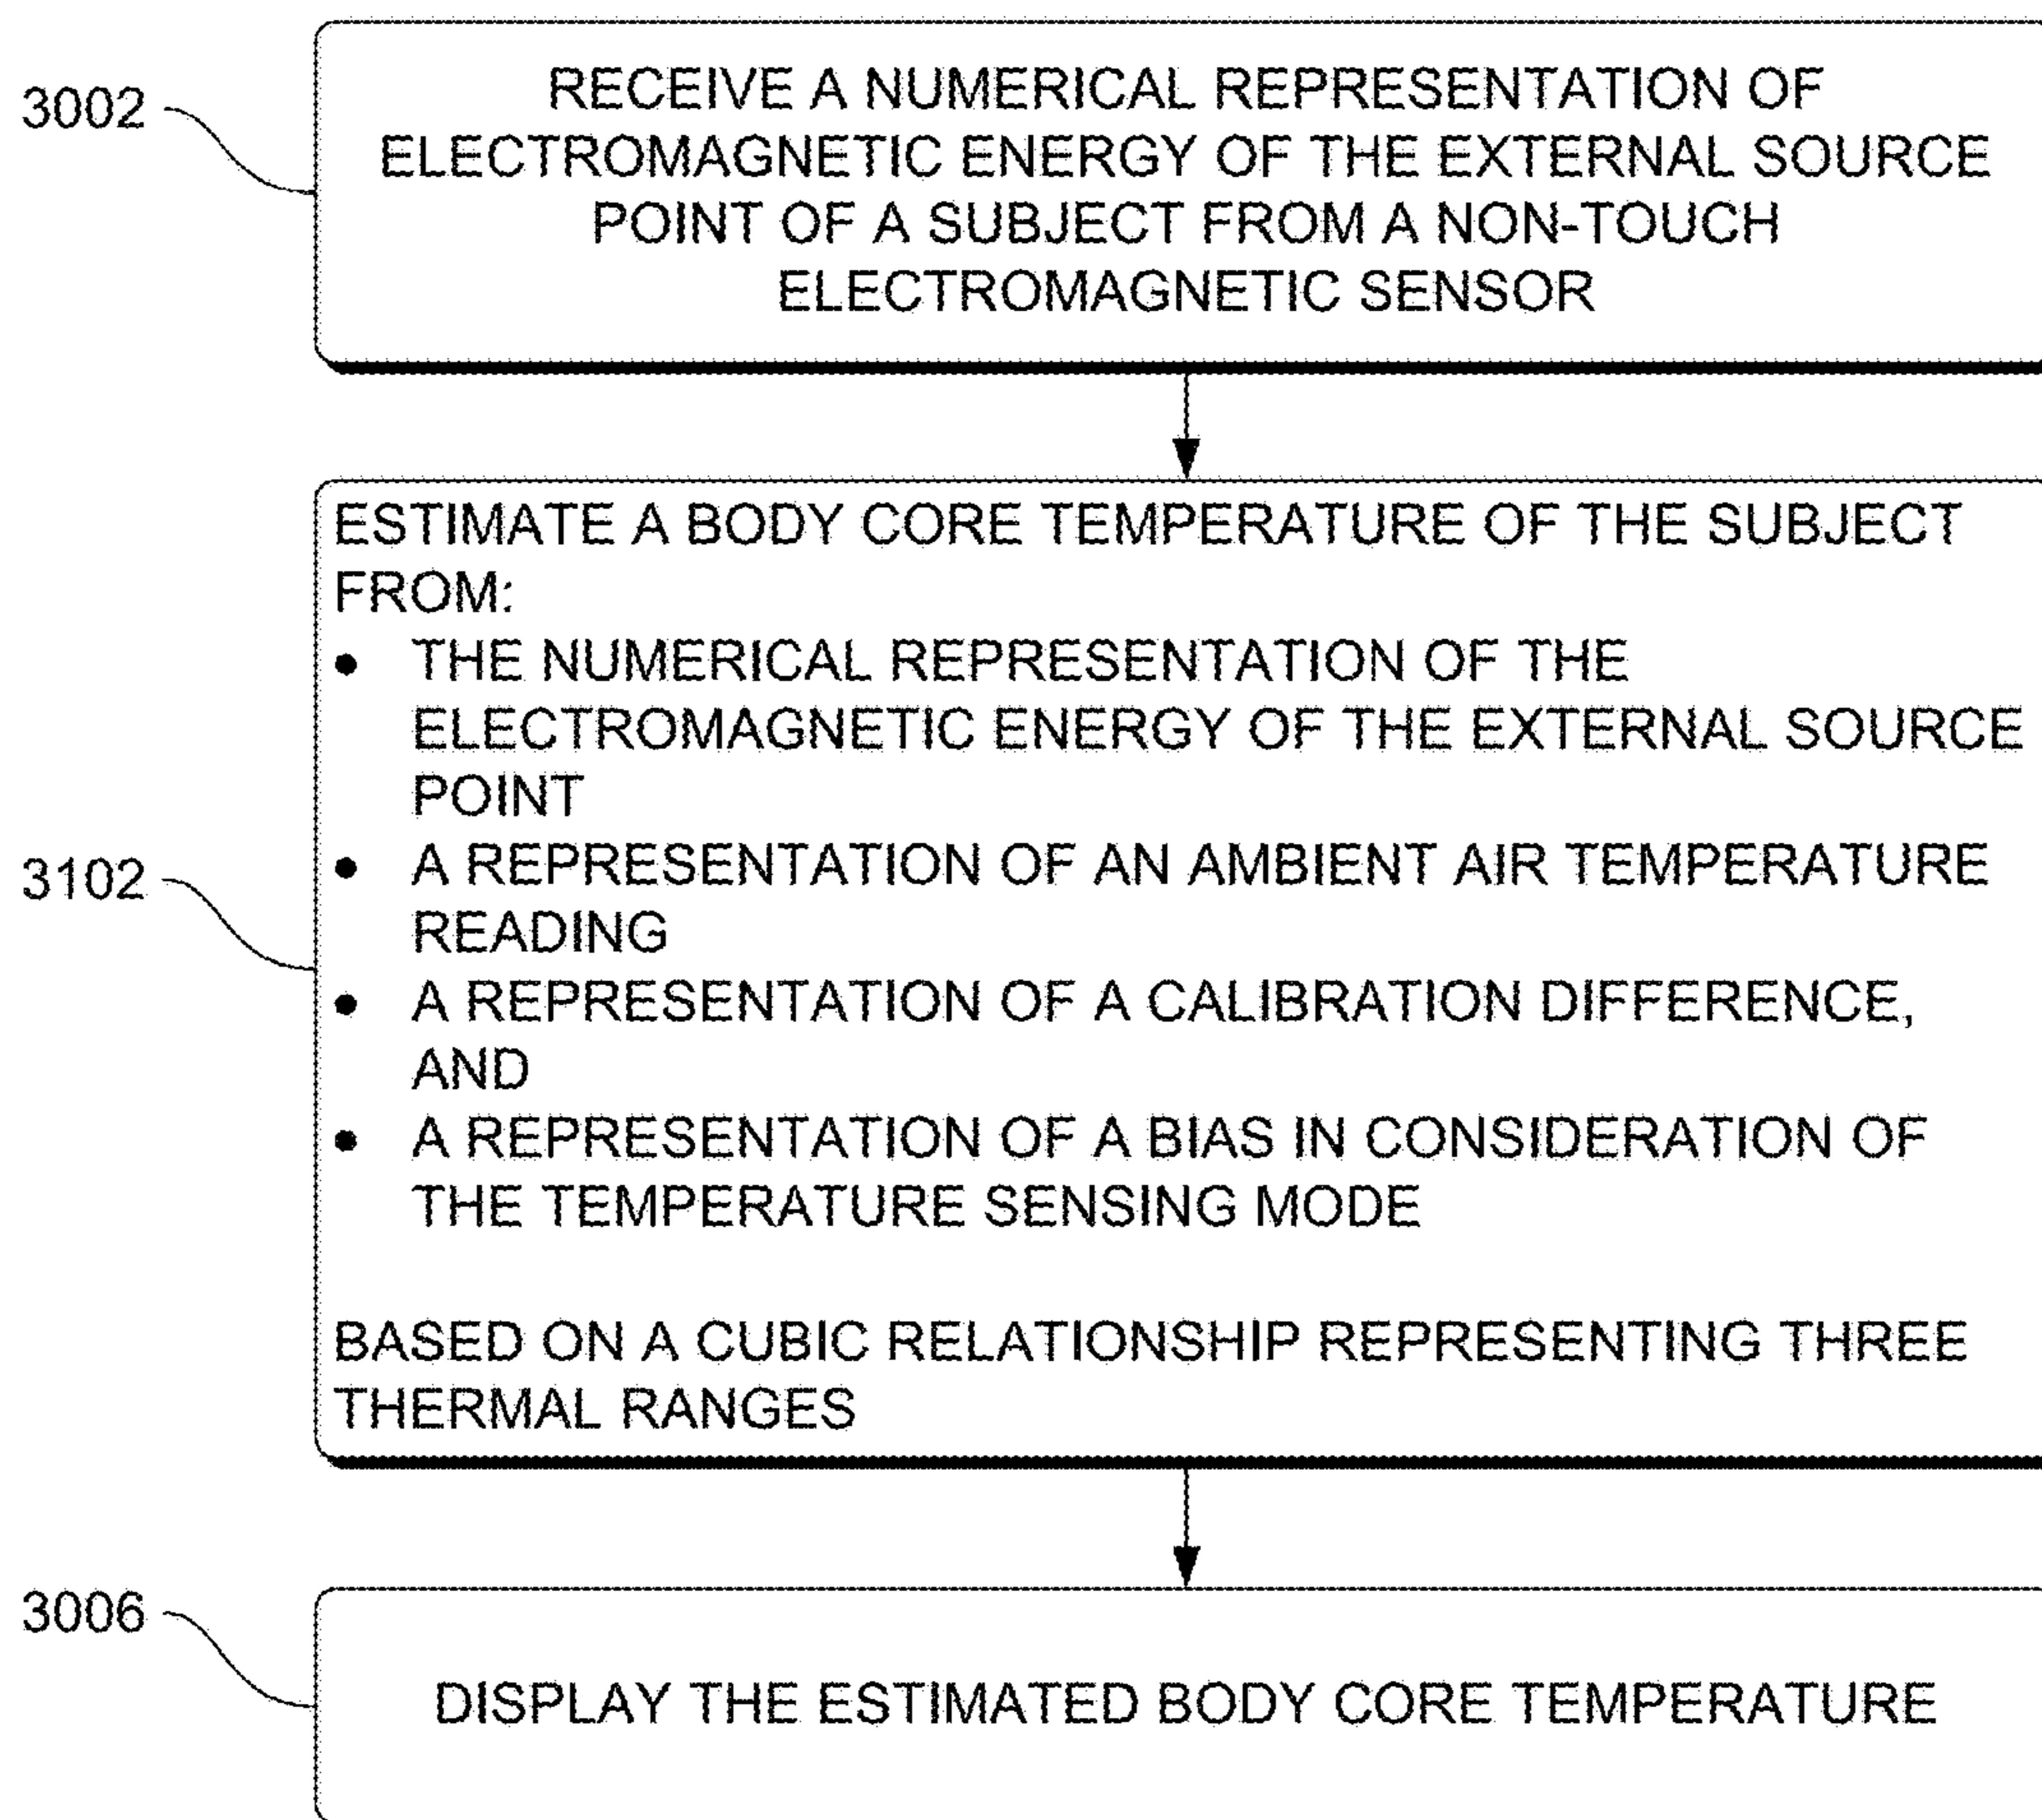 3002
RECEIVE A NUMERICAL REPRESENTATION OF
ELECTROMAGNETIC ENERGY OF THE EXTERNAL SOURCE
POINT OF A SUBJECT FROM A NON-TOUCH
ELECTROMAGNETIC SENSOR
3102
ESTIMATE A BODY CORE TEMPERATURE OF THE SUBJECT
FROM:
• THE NUMERICAL REPRESENTATION OF THE
ELECTROMAGNETIC ENERGY OF THE EXTERNAL SOURCE
POINT
• A REPRESENTATION OF AN AMBIENT AIR TEMPERATURE
READING
• A REPRESENTATION OF A CALIBRATION DIFFERENCE,
AND
• A REPRESENTATION OF A BIAS IN CONSIDERATION OF
THE TEMPERATURE SENSING MODE
BASED ON A CUBIC RELATIONSHIP REPRESENTING THREE
THERMAL RANGES
3006
DISPLAY THE ESTIMATED BODY CORE TEMPERATURE